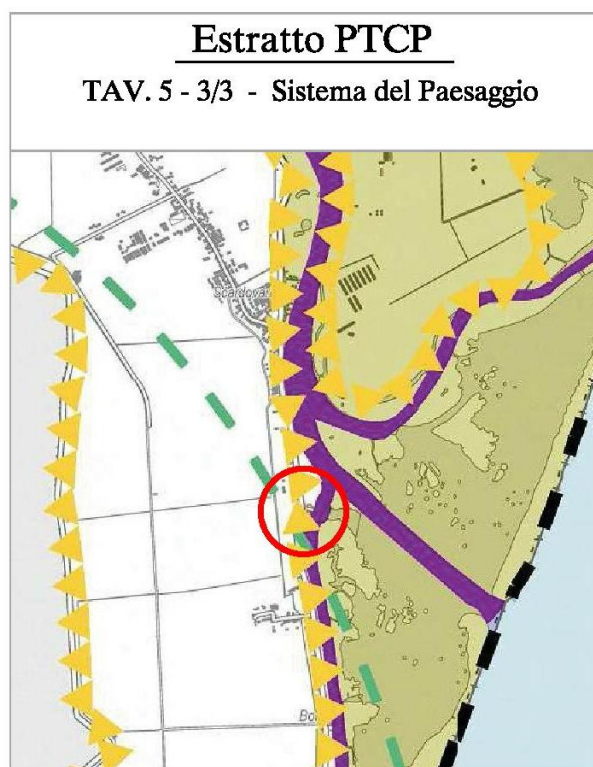 Estratto PTCP
TAV. 5 - 3/3 - Sistema del Paesaggio